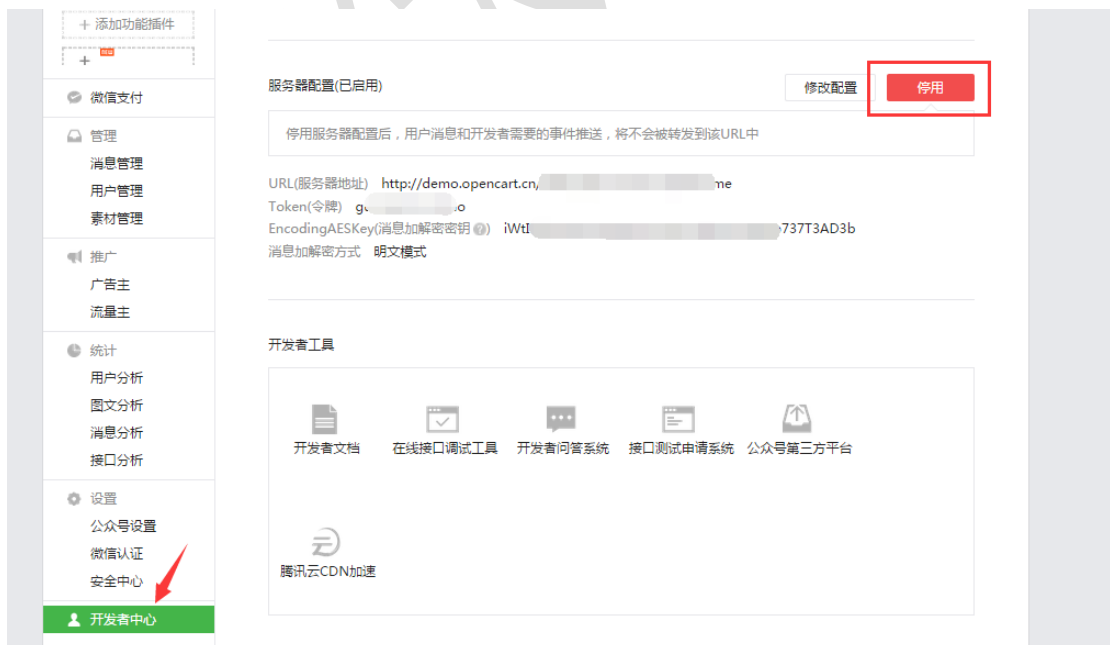 + 添加功能插件
+
微信支付
管理
消息管理
用户管理
素材管理
推广
广告主
流量主
统计
用户分析
图文分析
消息分析
接口分析
设置
公众号设置
微信认证
安全中心
开发者中心
服务器配置(已启用)
修改配置
停用
停用服务器配置后，用户消息和开发者需要的事件推送，将不会被转发到该URL中
URL(服务器地址) http://demo.opencart.cn/ me
Token(令牌) g o
EncodingAESKey(消息加解密密钥 ?) iWtI 737T3AD3b
消息加解密方式 明文模式
开发者工具
开发者文档 在线接口调试工具 开发者问答系统 接口测试申请系统 公众号第三方平台
腾讯云CDN加速